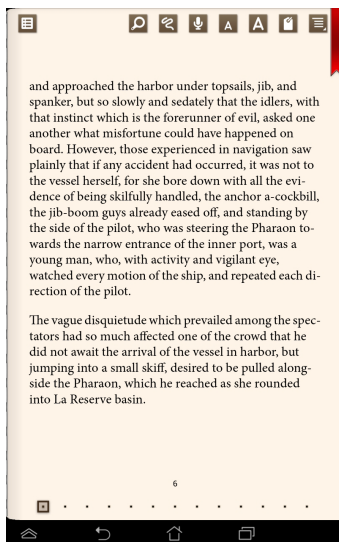 A A
and approached the harbor under topsails, jib, and
spanker, but so slowly and sedately that the idlers, with
that instinct which is the forerunner of evil, asked one
another what misfortune could have happened on
board. However, those experienced in navigation saw
plainly that if any accident had occurred, it was not to
the vessel herself, for she bore down with all the evi-
dence of being skilfully handled, the anchor a-cockbill,
the jib-boom guys already eased off, and standing by
the side of the pilot, who was steering the Pharaon to-
wards the narrow entrance of the inner port, was a
young man, who, with activity and vigilant eye,
watched every motion of the ship, and repeated each di-
rection of the pilot.
The vague disquietude which prevailed among the spec-
tators had so much affected one of the crowd that he
did not await the arrival of the vessel in harbor, but
jumping into a small skiff, desired to be pulled along-
side the Pharaon, which he reached as she rounded
into La Reserve basin.
6